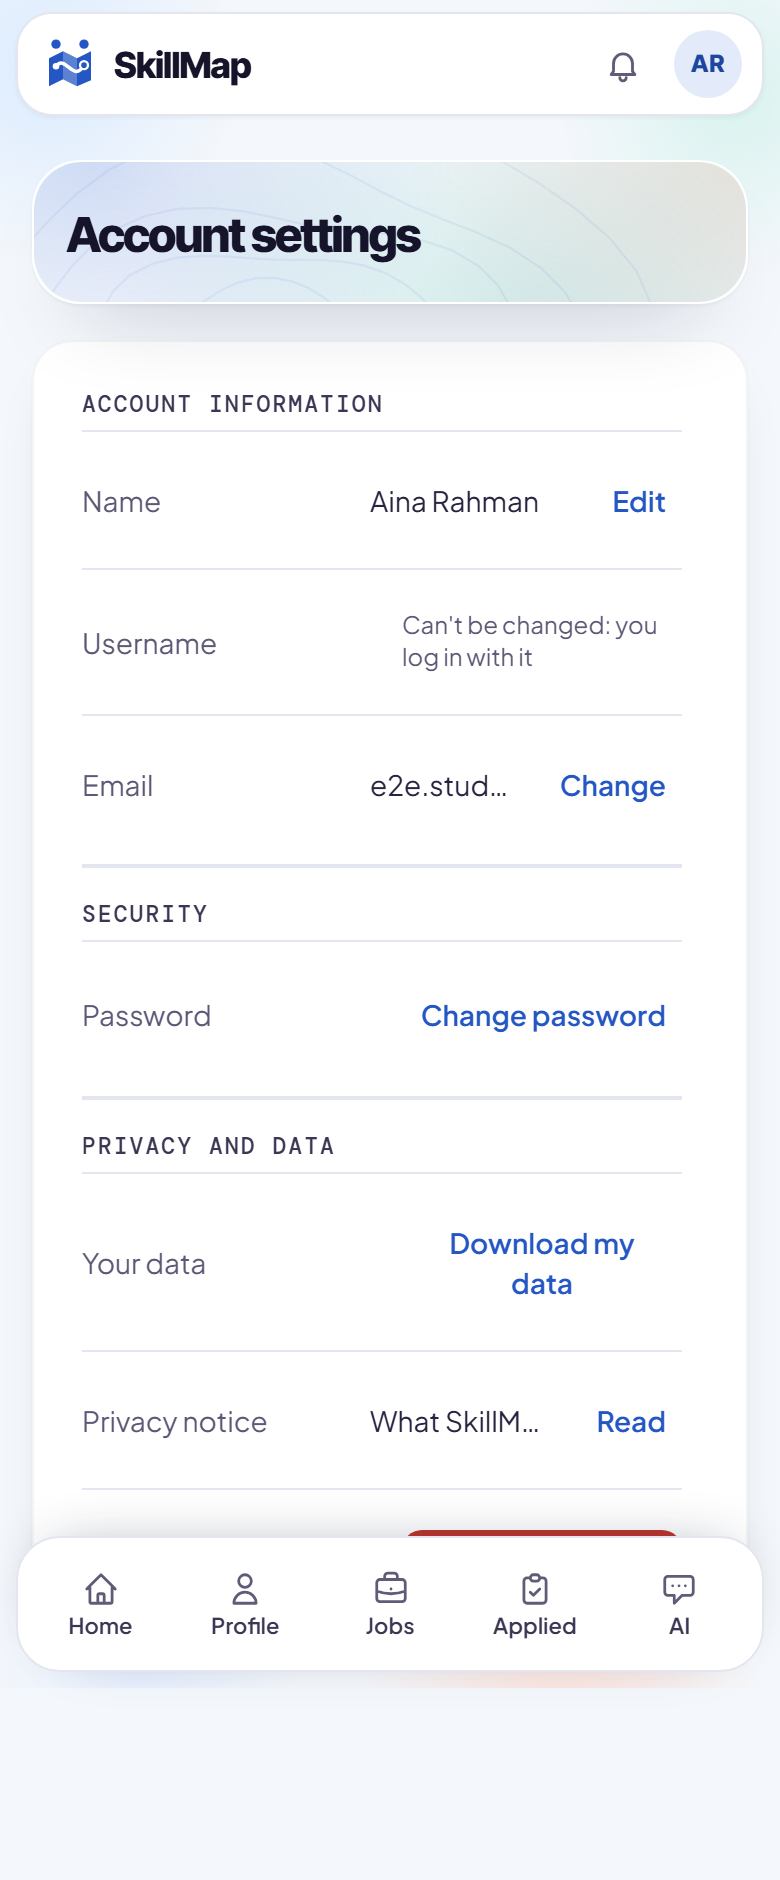 SkillMap
AR
Account settings
ACCOUNT INFORMATION
Name Aina Rahman Edit
Username Can't be changed: you
log in with it
Email e2e.stud... Change
SECURITY
Password Change password
PRIVACY AND DATA
Your data Download my
data
Privacy notice What SkillM... Read
Home Profile Jobs Applied AI